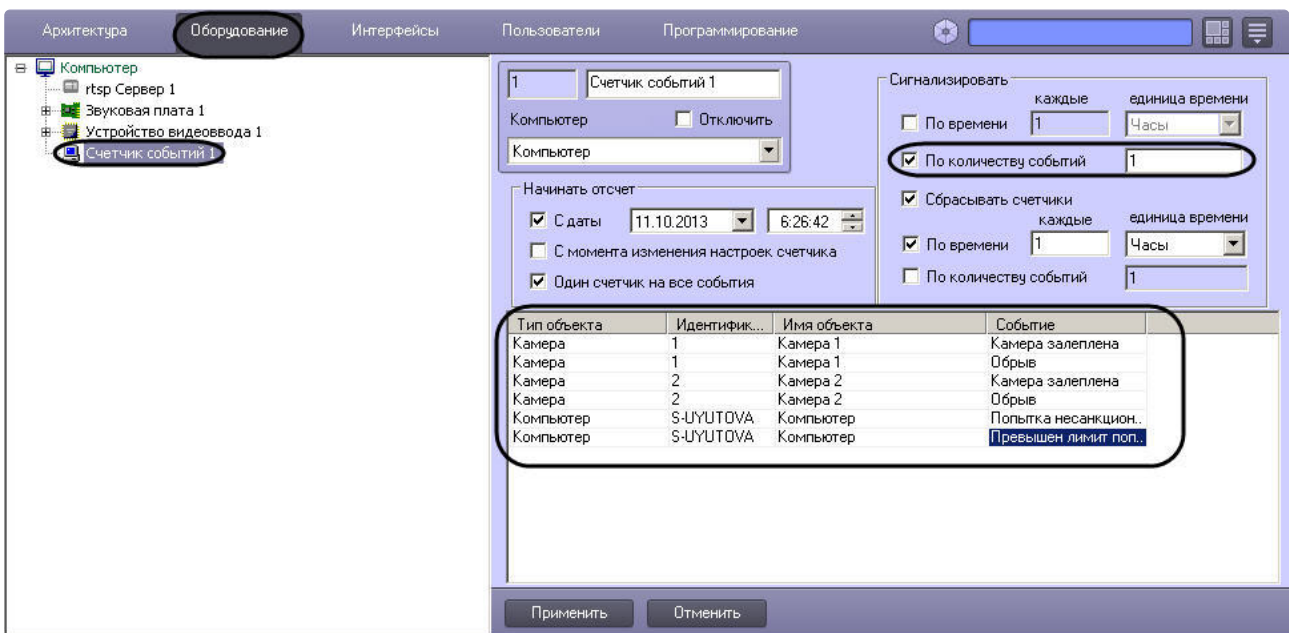 Архитектура Оборудование Интерфейсы Пользователи Программирование
Компьютер
rtsp Сервер 1
Звуковая плата 1
Устройство видеоввода 1
Счетчик событий 1
1 Счетчик событий 1
Компьютер Отключить
Компьютер
Начинать отсчет
С даты 11.10.2013 6:26:42
С момента изменения настроек счетчика
Один счетчик на все события
Сигнализировать
каждые единица времени
По времени 1 Часы
По количеству событий 1
Сбрасывать счетчики
каждые единица времени
По времени 1 Часы
По количеству событий 1
Тип объекта Идентифик... Имя объекта Событие
Камера 1 Камера 1 Камера залеплена
Камера 1 Камера 1 Обрыв
Камера 2 Камера 2 Камера залеплена
Камера 2 Камера 2 Обрыв
Компьютер S-UYUTOVA Компьютер Попытка несанкцион..
Компьютер S-UYUTOVA Компьютер Превышен лимит поп..
Применить Отменить